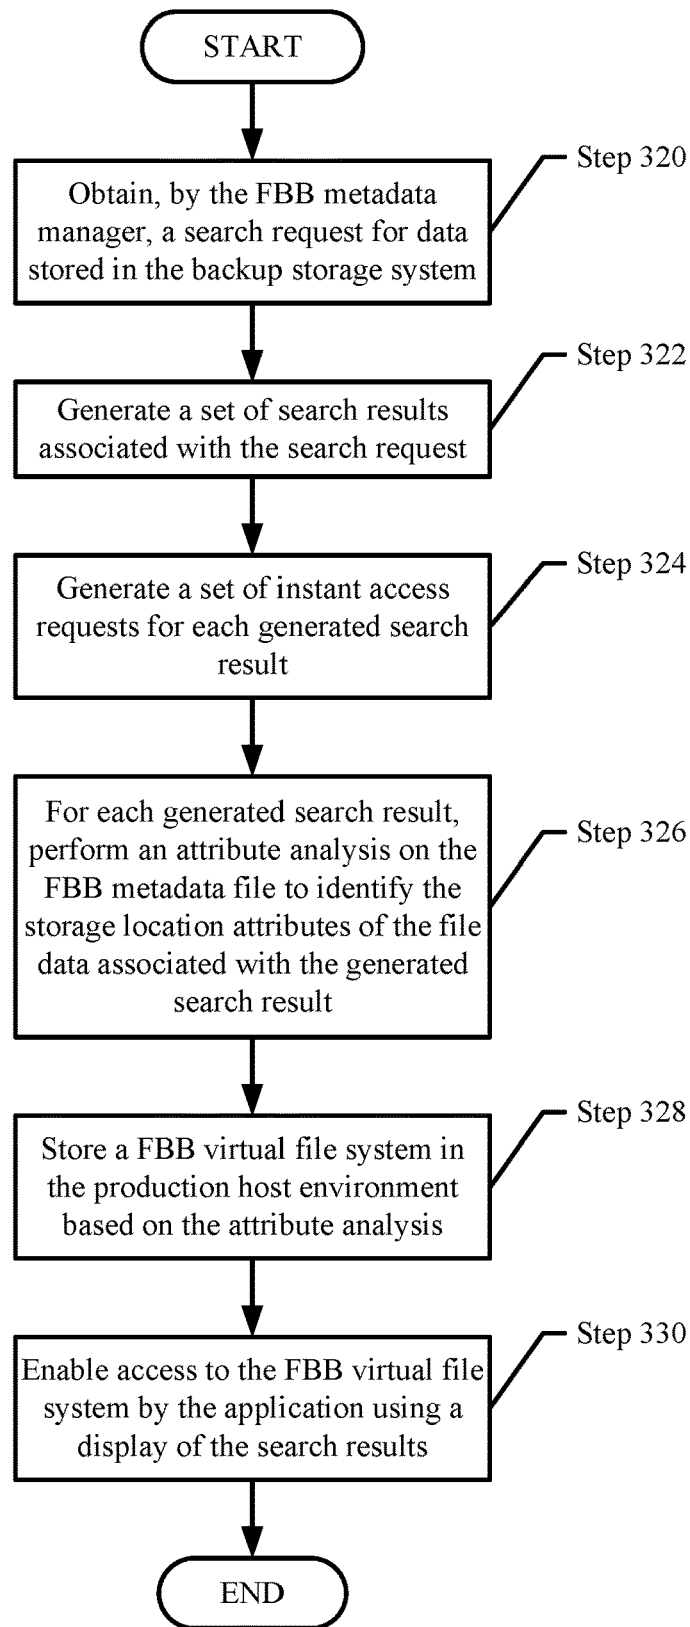 START
Step 320
Obtain, by the FBB metadata
manager, a search request for data
stored in the backup storage system
Step 322
Generate a set of search results
associated with the search request
Step 324
Generate a set of instant access
requests for each generated search
result
Step 326
For each generated search result,
perform an attribute analysis on the
FBB metadata file to identify the
storage location attributes of the file
data associated with the generated
search result
Step 328
Store a FBB virtual file system in
the production host environment
based on the attribute analysis
Step 330
Enable access to the FBB virtual file
system by the application using a
display of the search results
END